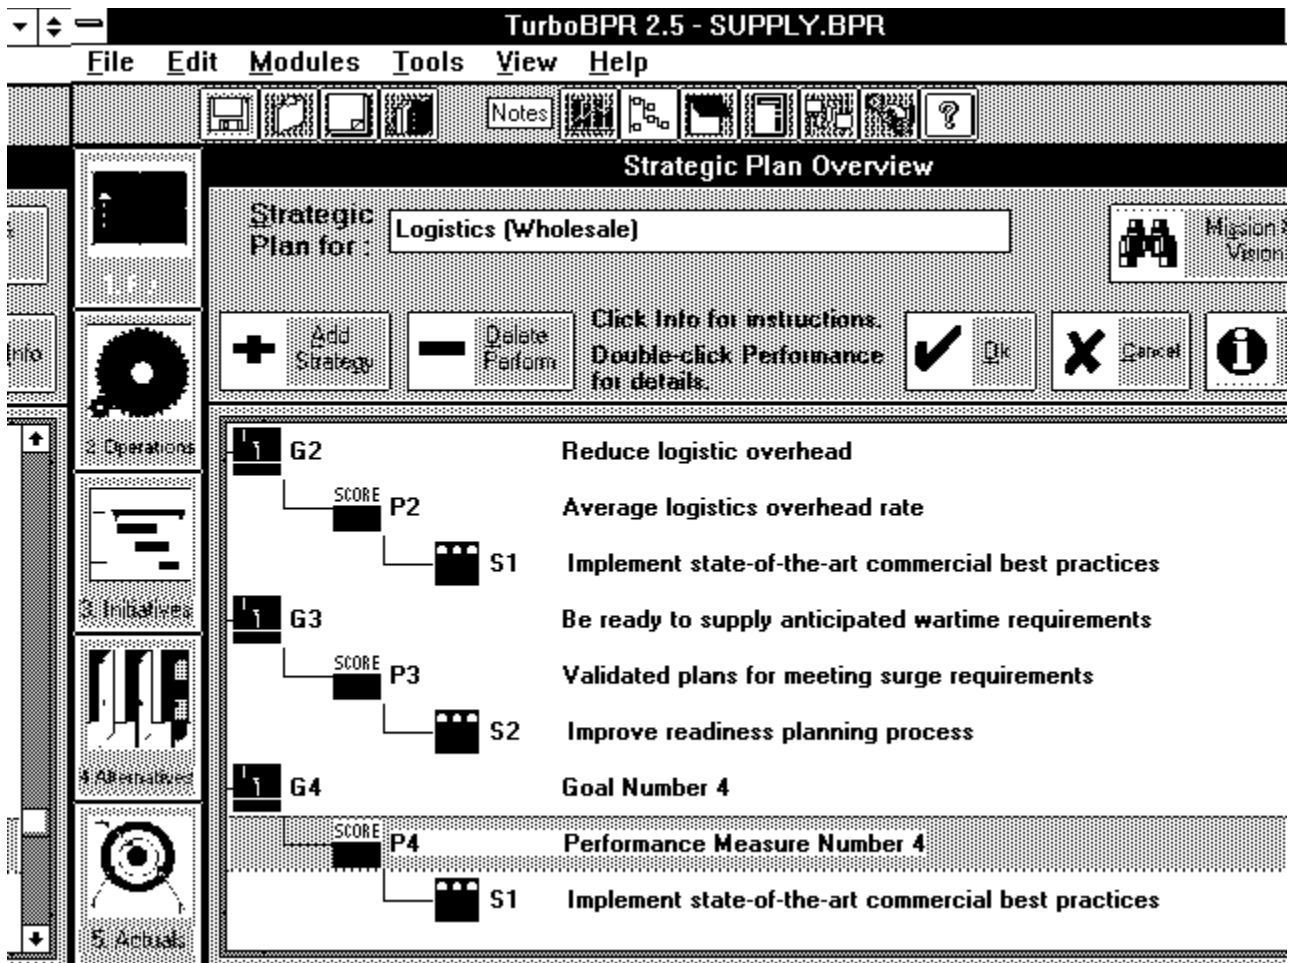 TurboBPR 2.5 - SUPPLY.BPR
File Edit Modules Tools View Help
Notes ?
Strategic Plan Overview
Strategic
Plan for :
Logistics (Wholesale)
Mission
Vision
Add
Strategy
Delete
Perform
Click Info for instructions.
Double-click Performance
for details.
Ok
Cancel
Info
2. Operations
3. Initiatives
4 Alternatives
5. Actuals
G2 Reduce logistic overhead
SCORE P2 Average logistics overhead rate
S1 Implement state-of-the-art commercial best practices
G3 Be ready to supply anticipated wartime requirements
SCORE P3 Validated plans for meeting surge requirements
S2 Improve readiness planning process
G4 Goal Number 4
SCORE P4 Performance Measure Number 4
S1 Implement state-of-the-art commercial best practices